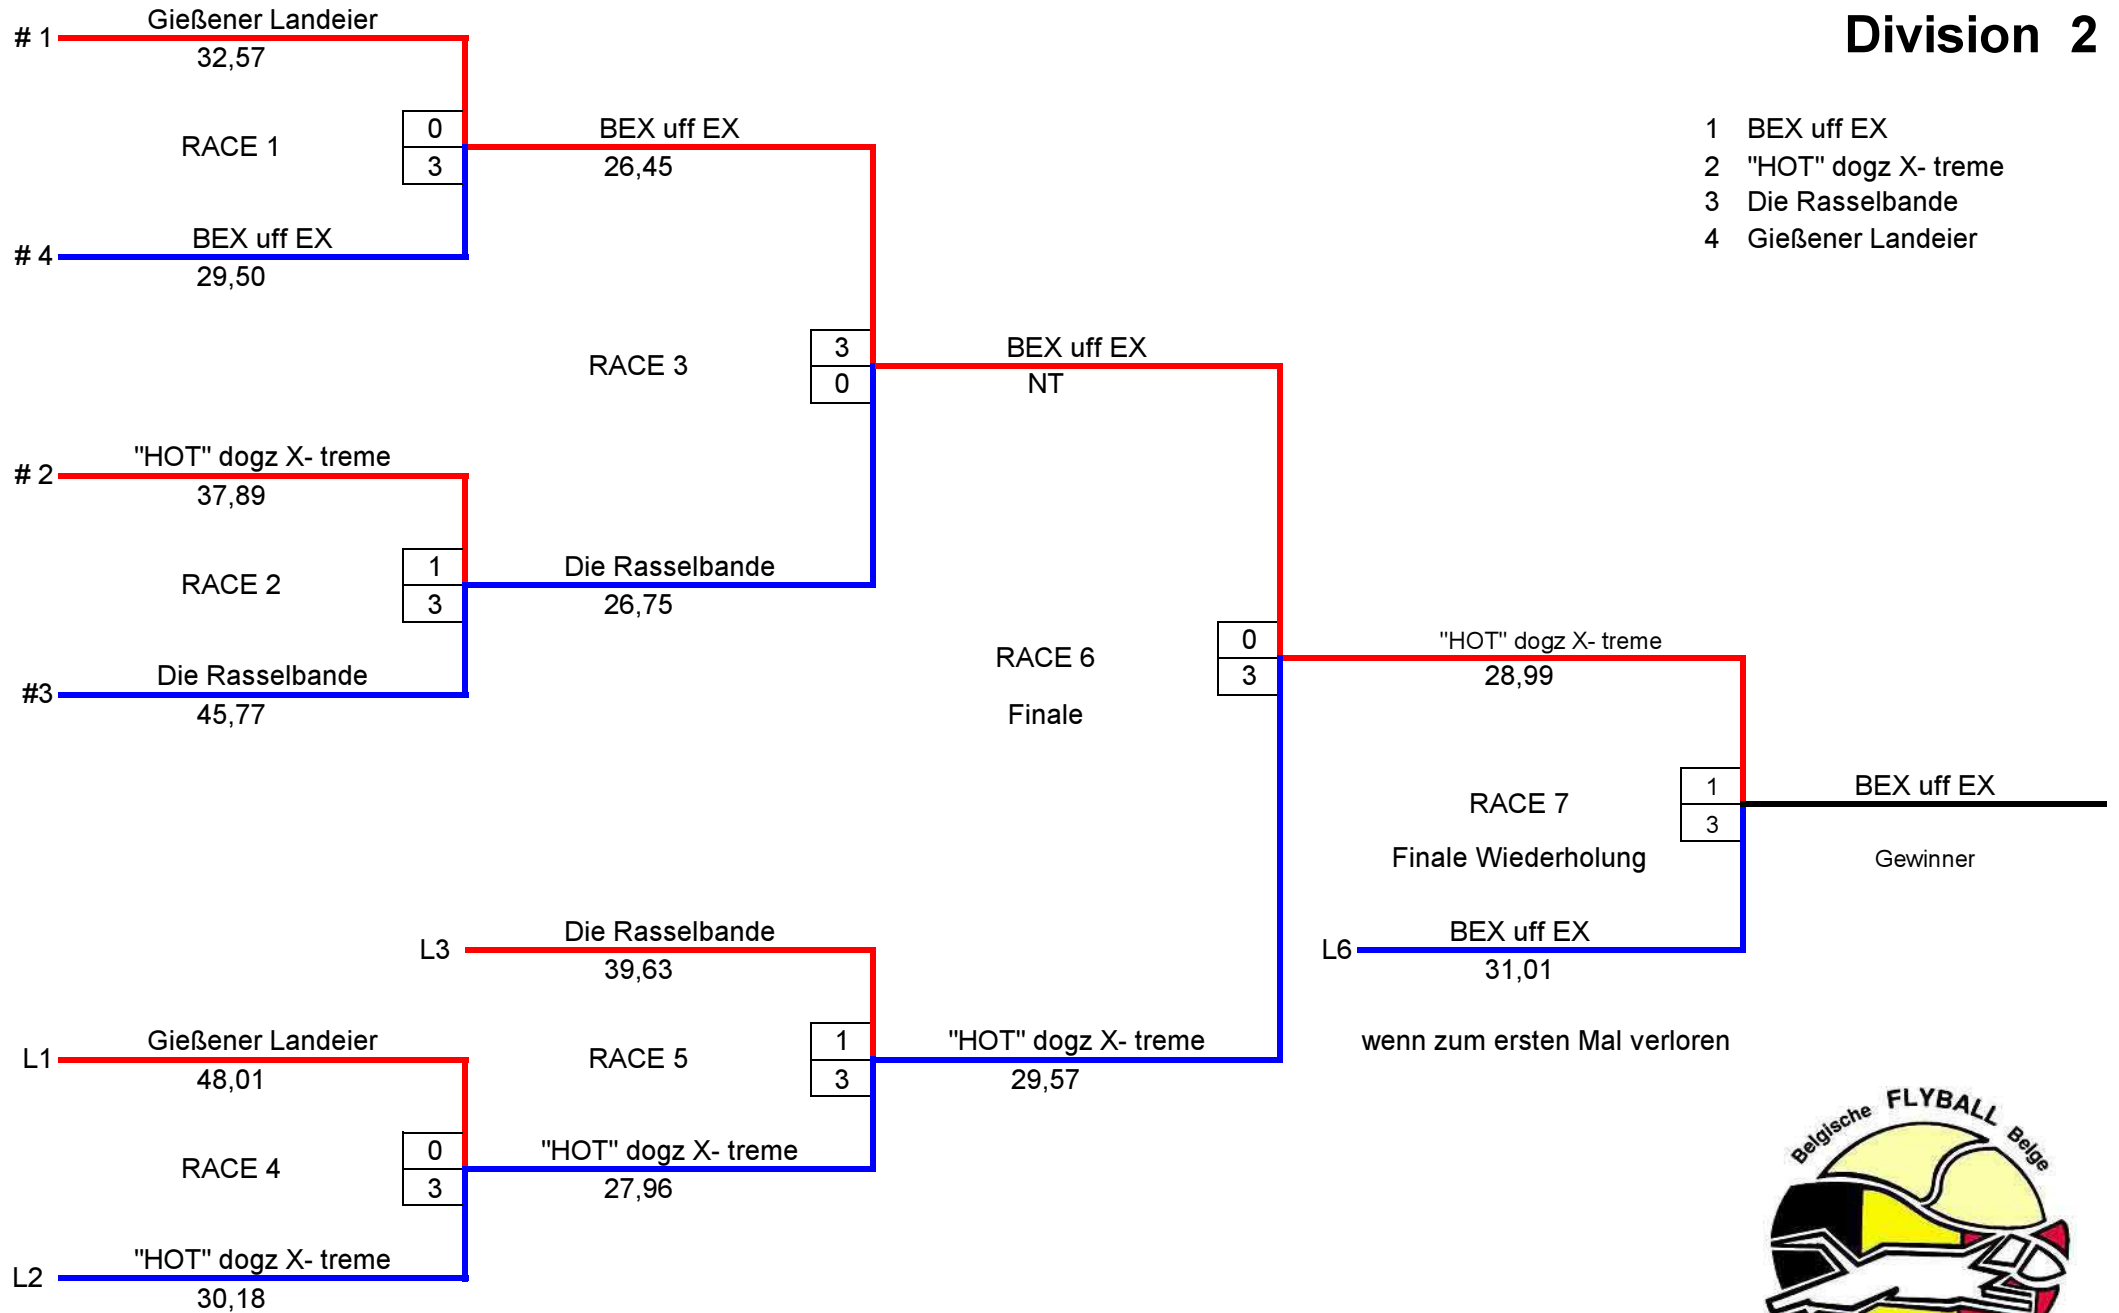 Division 2
# 1
Gießener Landeier
32,57
RACE 1
0
3
# 4
BEX uff EX
29,50
BEX uff EX
26,45
1 BEX uff EX
2 "HOT" dogz X- treme
3 Die Rasselbande
4 Gießener Landeier
RACE 3
3
0
BEX uff EX
NT
# 2
"HOT" dogz X- treme
37,89
RACE 2
1
3
#3
Die Rasselbande
45,77
Die Rasselbande
26,75
RACE 6
Finale
0
3
"HOT" dogz X- treme
28,99
RACE 7
Finale Wiederholung
1
3
BEX uff EX
Gewinner
L6
BEX uff EX
31,01
wenn zum ersten Mal verloren
L3
Die Rasselbande
39,63
RACE 5
1
3
"HOT" dogz X- treme
29,57
L1
Gießener Landeier
48,01
RACE 4
0
3
"HOT" dogz X- treme
27,96
L2
"HOT" dogz X- treme
30,18
Belgische FLYBALL Belge